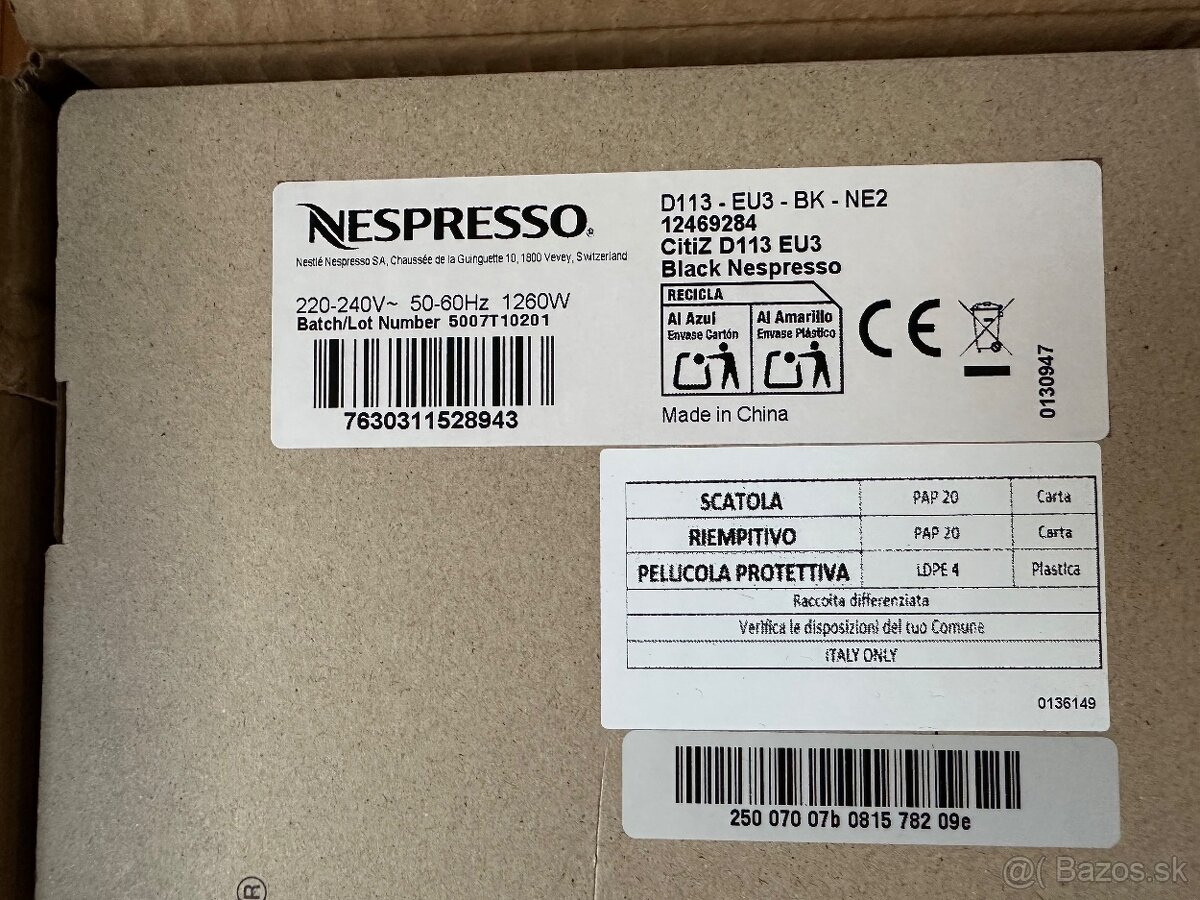 NESPRESSO®
Nestlé Nespresso SA, Chaussée de la Guinguette 10, 1800 Vevey, Switzerland
220-240V~ 50-60Hz 1260W
Batch/Lot Number 5007T10201
7630311528943
D113 - EU3 - BK - NE2
12469284
CitiZ D113 EU3
Black Nespresso
RECICLA
Al Azul
Envase Cartón
Al Amarillo
Envase Plástico
CE
Made in China
0130947
SCATOLA PAP 20 Carta
RIEMPITIVO PAP 20 Carta
PELLICOLA PROTETTIVA LDPE 4 Plastica
Raccolta differenziata
Verifica le disposizioni del tuo Comune
ITALY ONLY
0136149
250 070 07b 0815 782 09e
®
@( Bazos.sk